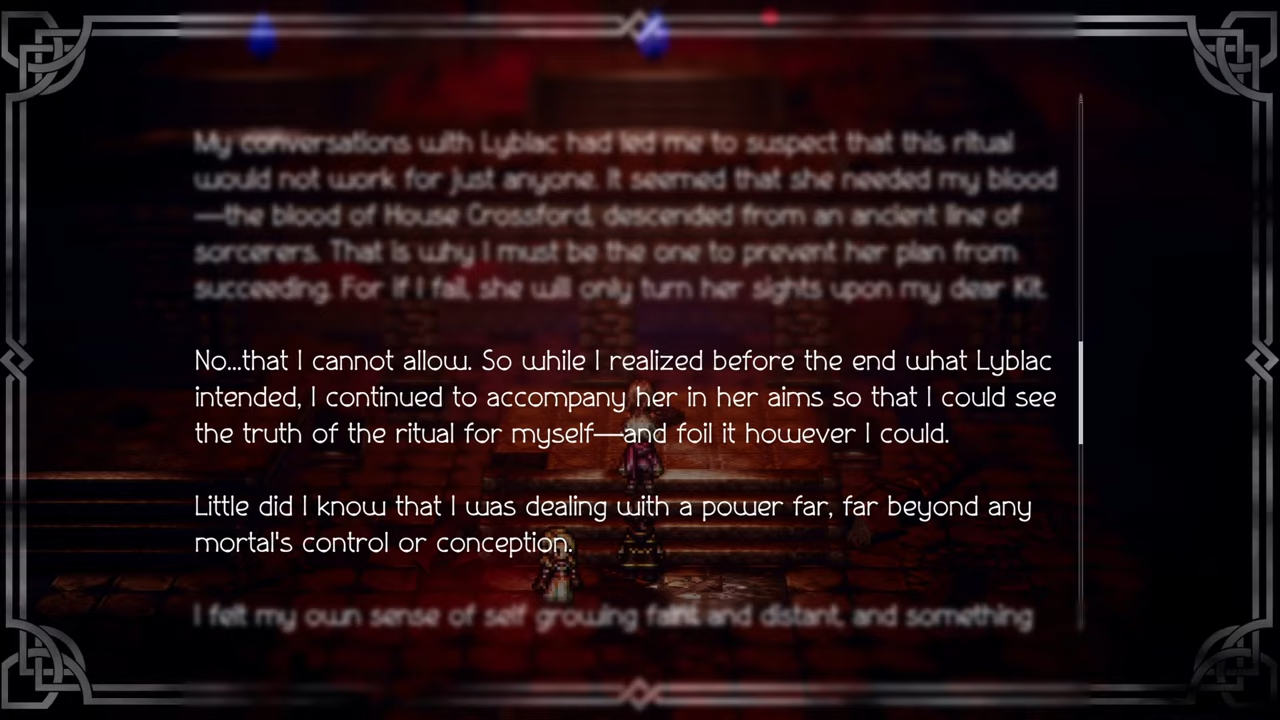 My conversations with Lyblac had led me to suspect that this ritual
would not work for just anyone. It seemed that she needed my blood
—the blood of House Crossford, descended from an ancient line of
sorcerers. That is why I must be the one to prevent her plan from
succeeding. For if I fail, she will only turn her sights upon my dear Kit.
No...that I cannot allow. So while I realized before the end what Lyblac
intended, I continued to accompany her in her aims so that I could see
the truth of the ritual for myself—and foil it however I could.
Little did I know that I was dealing with a power far, far beyond any
mortal's control or conception.
I felt my own sense of self growing faint and distant, and something